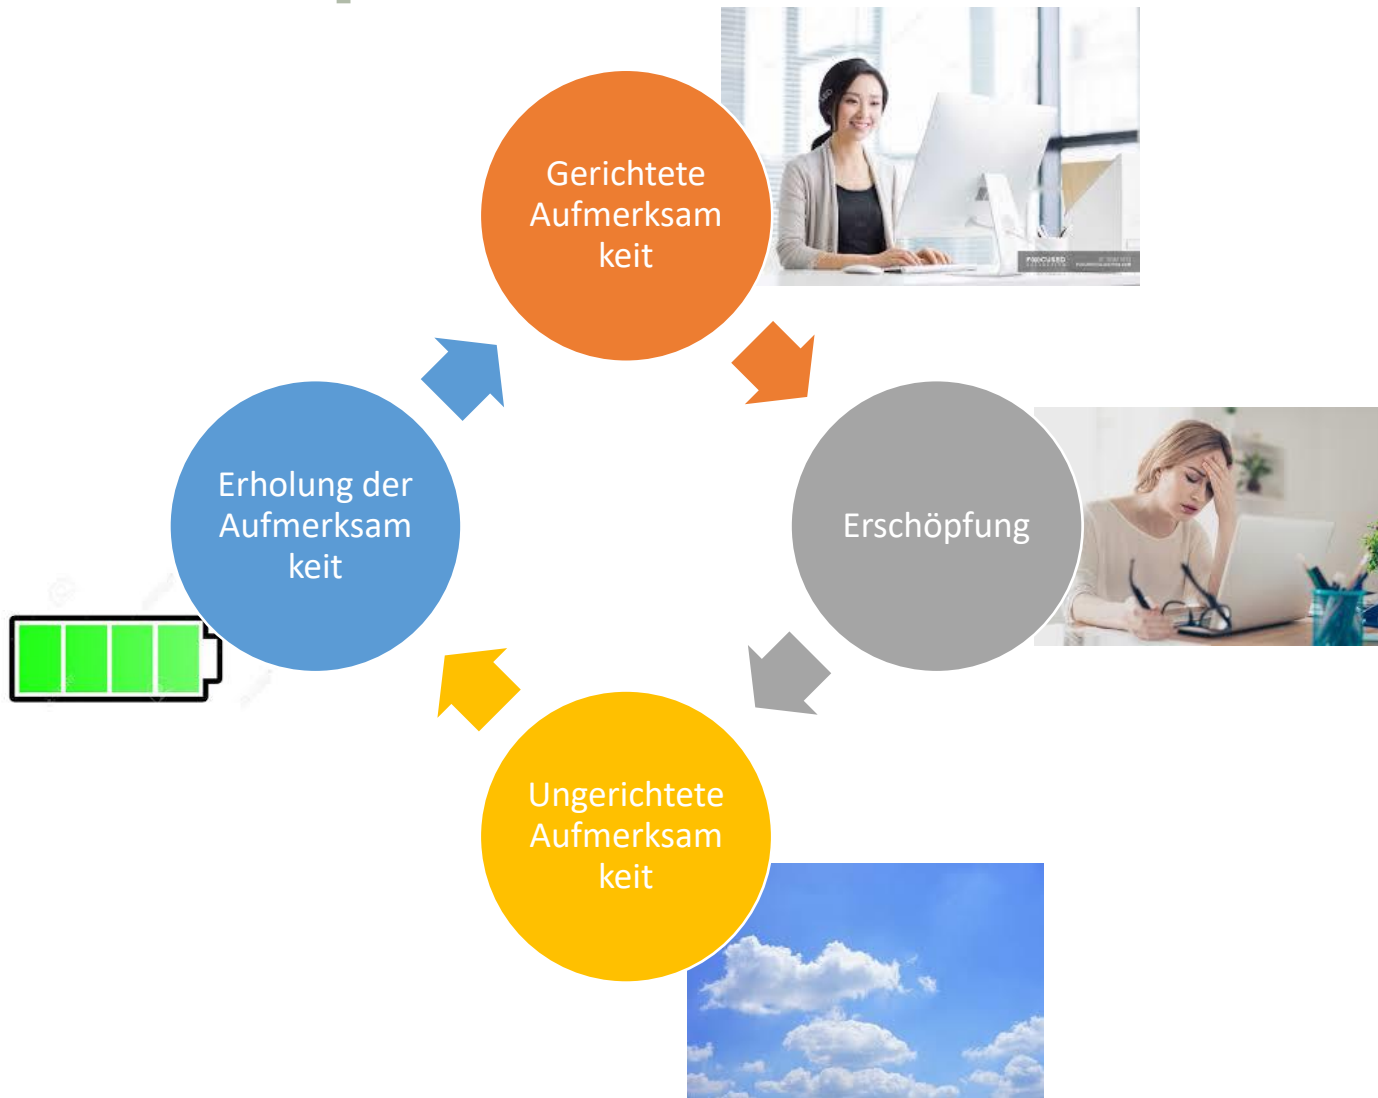 Gerichtete
Aufmerksam
keit
Erschöpfung
Ungerichtete
Aufmerksam
keit
Erholung der
Aufmerksam
keit